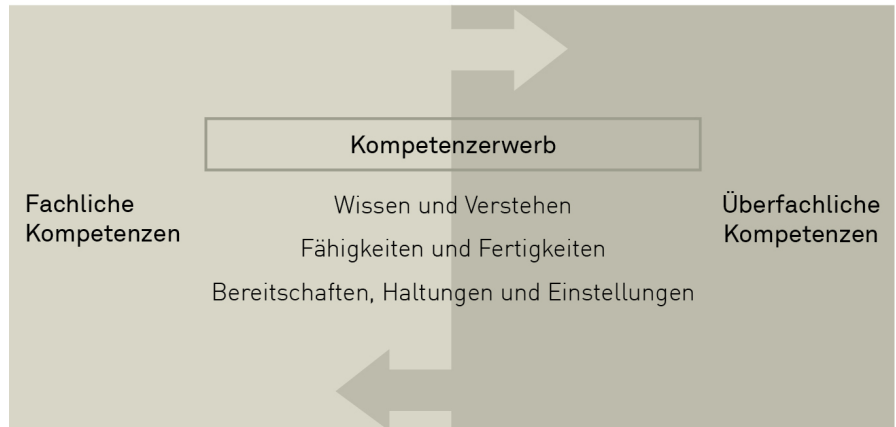 Kompetenzerwerb
Fachliche
Kompetenzen
Wissen und Verstehen
Fähigkeiten und Fertigkeiten
Bereitschaften, Haltungen und Einstellungen
Überfachliche
Kompetenzen